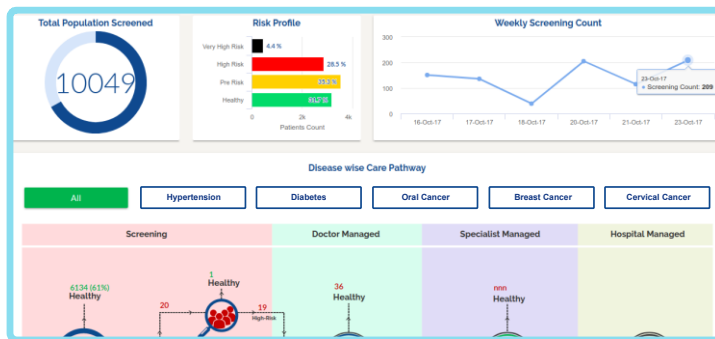 Total Population Screened
10049
Risk Profile
Very High Risk
4.4 %
High Risk
28.5 %
Pre Risk
Healthy
0
2k
4k
Patients Count
Weekly Screening Count
300
200
100
0
16-Oct-17
17-Oct-17
18-Oct-17
20-Oct-17
21-Oct-17
23-Oct-17
23-Oct-17
Screening Count: 209
Disease wise Care Pathway
All
Hypertension
Diabetes
Oral Cancer
Breast Cancer
Cervical Cancer
Screening
Doctor Managed
Specialist Managed
Hospital Managed
6134 (61%)
Healthy
1
Healthy
20
19
High-Risk
36
Healthy
nnn
Healthy